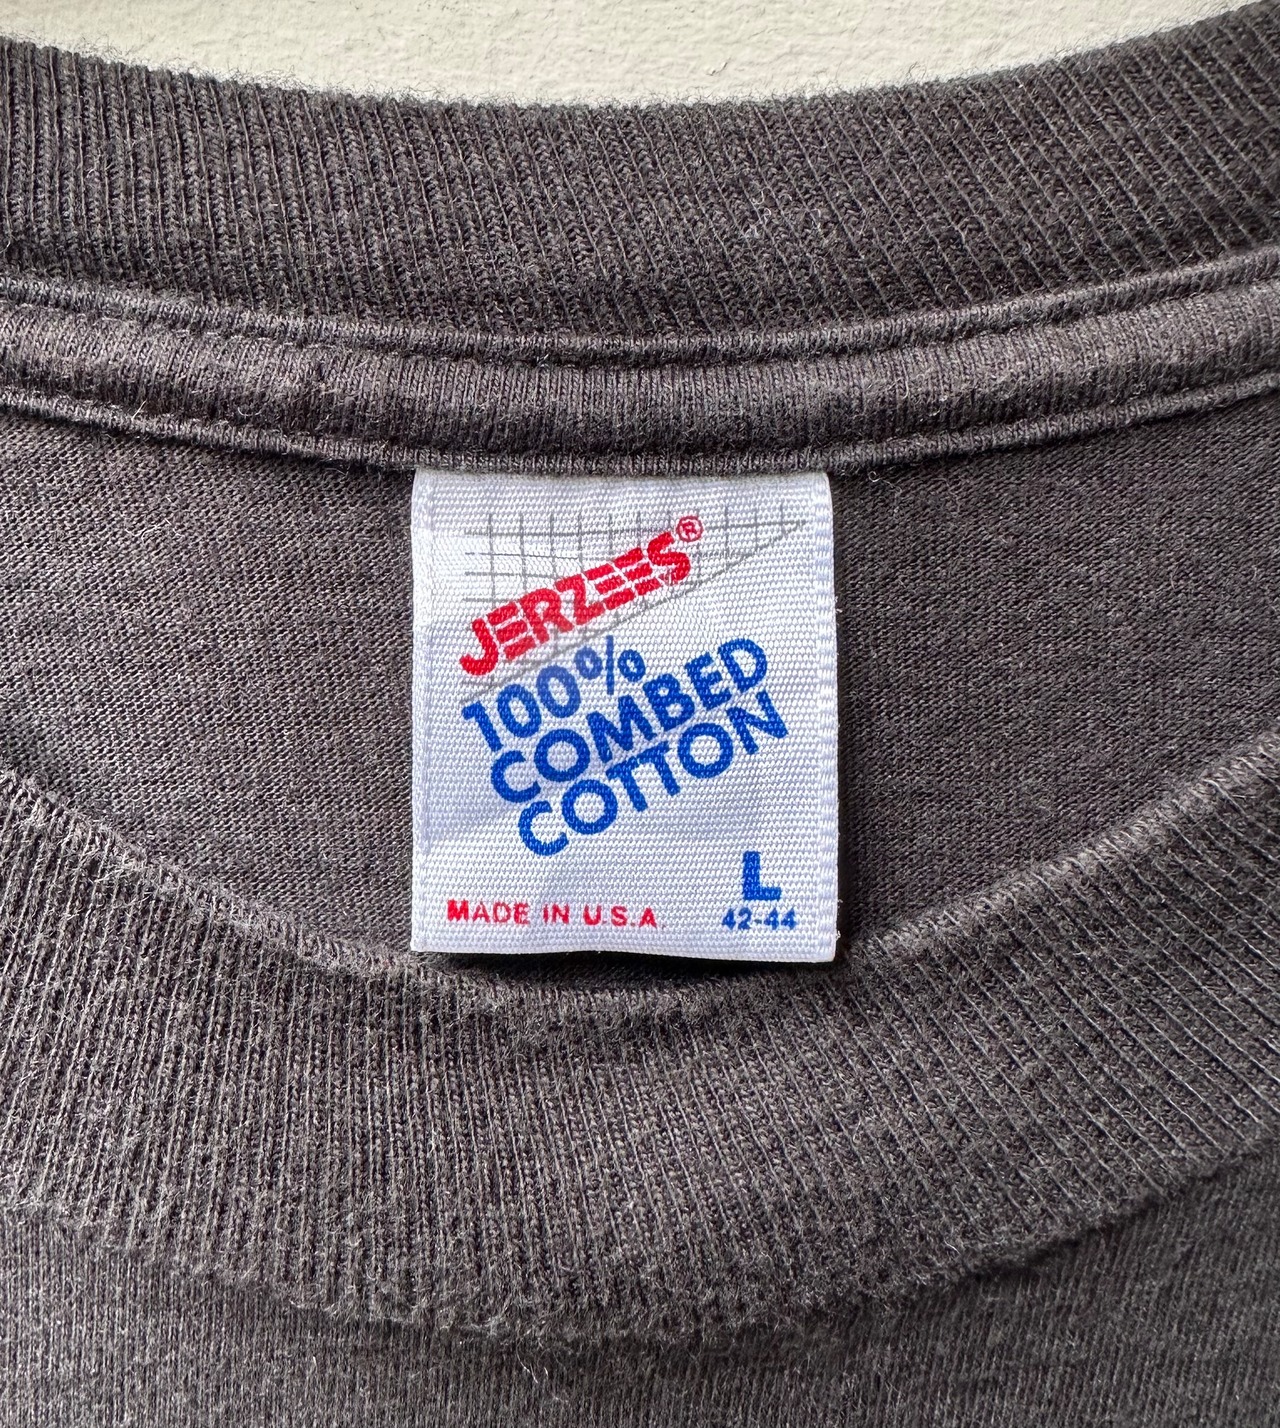 JERZEES®
100%
COMBED
COTTON
L
MADE IN U.S.A.
42-44